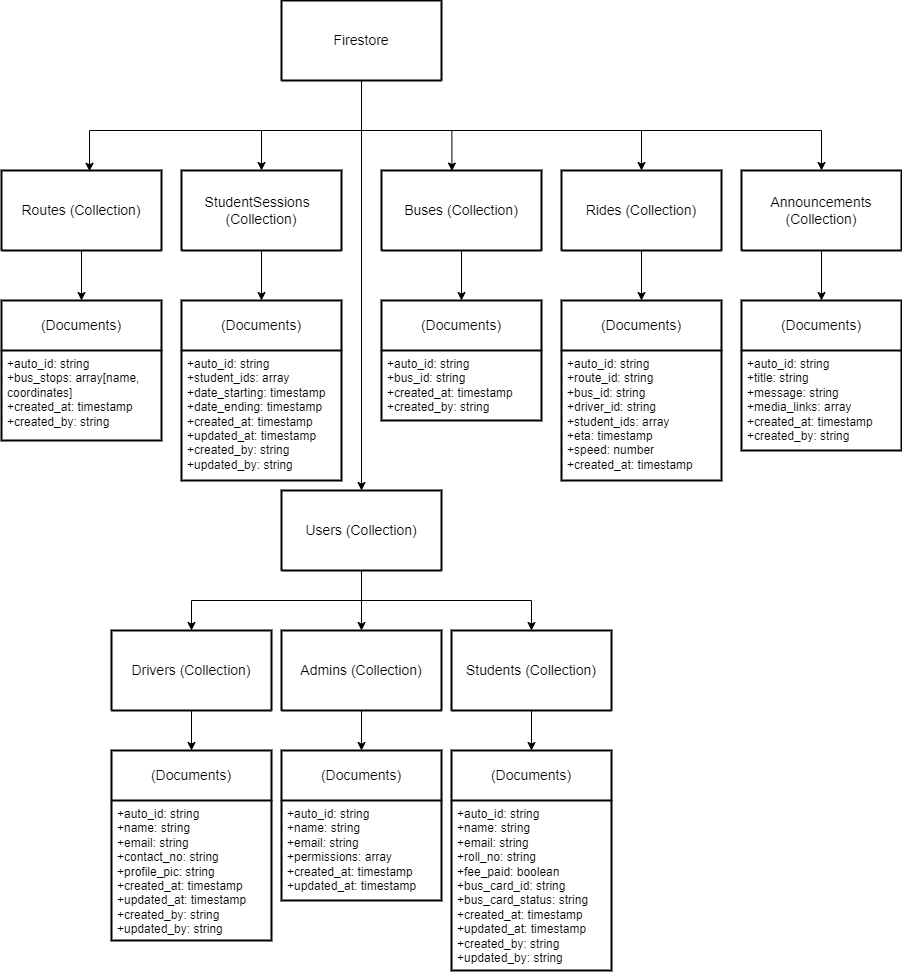 Firestore
Routes (Collection)
StudentSessions
(Collection)
Buses (Collection)
Rides (Collection)
Announcements
(Collection)
(Documents)
+auto_id: string
+bus_stops: array[name,
coordinates]
+created_at: timestamp
+created_by: string
(Documents)
+auto_id: string
+student_ids: array
+date_starting: timestamp
+date_ending: timestamp
+created_at: timestamp
+updated_at: timestamp
+created_by: string
+updated_by: string
(Documents)
+auto_id: string
+bus_id: string
+created_at: timestamp
+created_by: string
(Documents)
+auto_id: string
+route_id: string
+bus_id: string
+driver_id: string
+student_ids: array
+eta: timestamp
+speed: number
+created_at: timestamp
(Documents)
+auto_id: string
+title: string
+message: string
+media_links: array
+created_at: timestamp
+created_by: string
Users (Collection)
Drivers (Collection)
Admins (Collection)
Students (Collection)
(Documents)
+auto_id: string
+name: string
+email: string
+contact_no: string
+profile_pic: string
+created_at: timestamp
+updated_at: timestamp
+created_by: string
+updated_by: string
(Documents)
+auto_id: string
+name: string
+email: string
+permissions: array
+created_at: timestamp
+updated_at: timestamp
(Documents)
+auto_id: string
+name: string
+email: string
+roll_no: string
+fee_paid: boolean
+bus_card_id: string
+bus_card_status: string
+created_at: timestamp
+updated_at: timestamp
+created_by: string
+updated_by: string